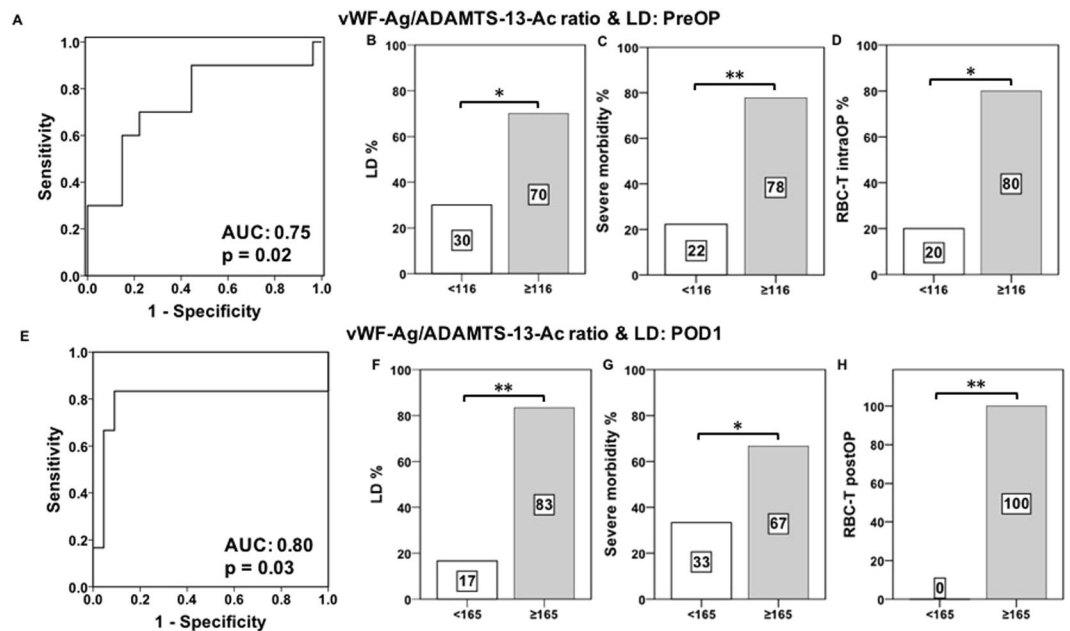 vWF-Ag/ADAMTS-13-Ac ratio & LD: PreOP
A
1.0
0.8
0.6
0.4
0.2
0.0
Sensitivity
0.0 0.2 0.4 0.6 0.8 1.0
1 - Specificity
AUC: 0.75
p = 0.02
B
100
80
60
40
20
0
LD %
*
30
70
<116 ≥116
C
100
80
60
40
20
0
Severe morbidity %
**
22
78
<116 ≥116
D
100
80
60
40
20
0
RBC-T intraOP %
*
20
80
<116 ≥116
vWF-Ag/ADAMTS-13-Ac ratio & LD: POD1
E
1.0
0.8
0.6
0.4
0.2
0.0
Sensitivity
0.0 0.2 0.4 0.6 0.8 1.0
1 - Specificity
AUC: 0.80
p = 0.03
F
100
80
60
40
20
0
LD %
**
17
83
<165 ≥165
G
100
80
60
40
20
0
Severe morbidity %
*
33
67
<165 ≥165
H
100
80
60
40
20
0
RBC-T postOP
**
0
100
<165 ≥165